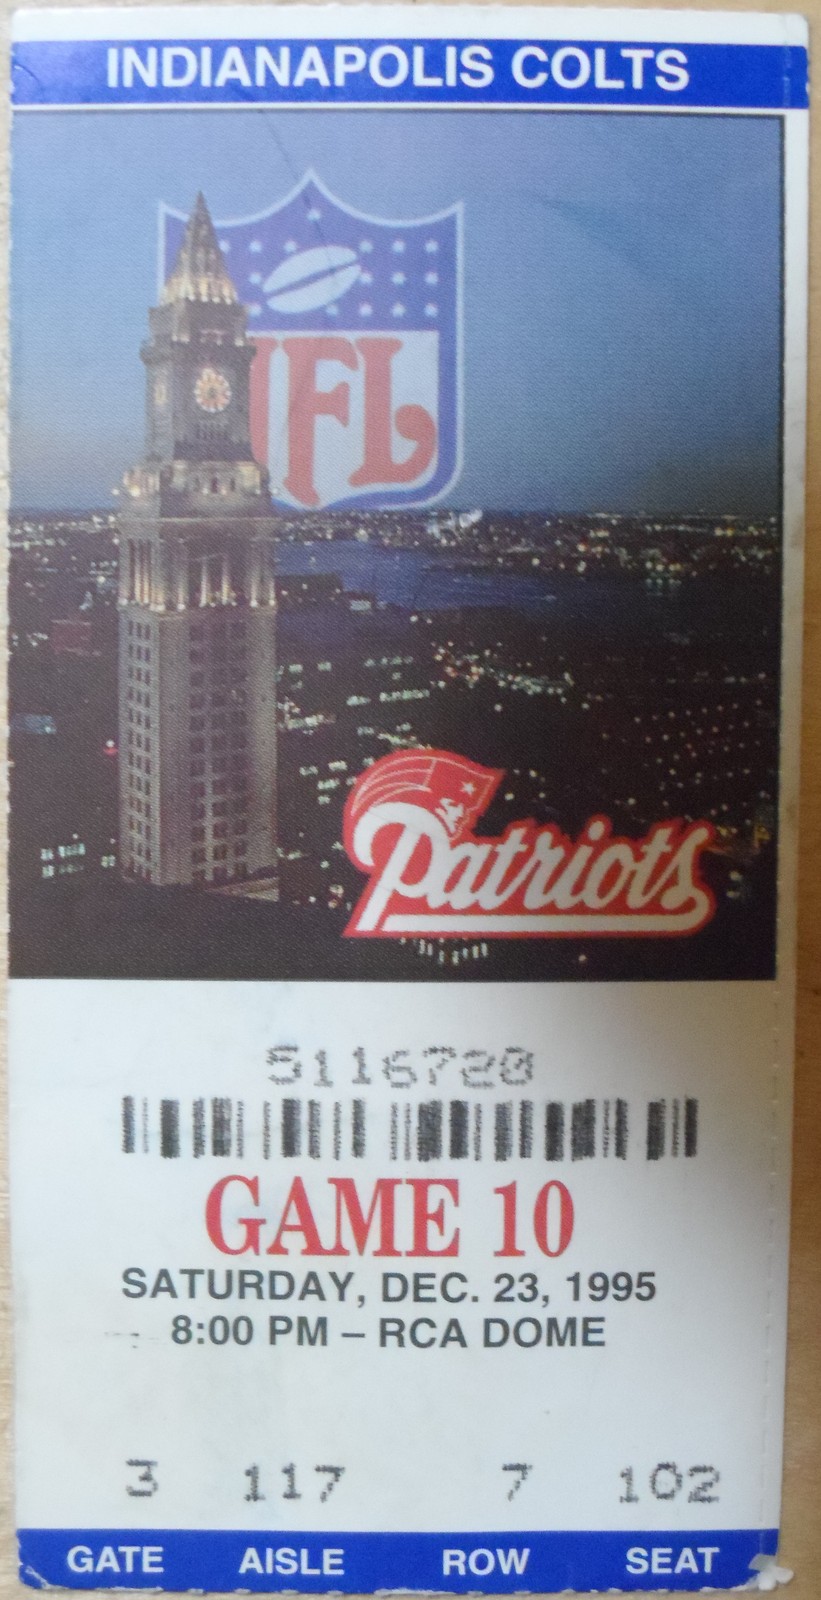 INDIANAPOLIS COLTS
NFL
Patriots
5116720
GAME 10
SATURDAY, DEC. 23, 1995
8:00 PM – RCA DOME
3 117 7 102
GATE AISLE ROW SEAT